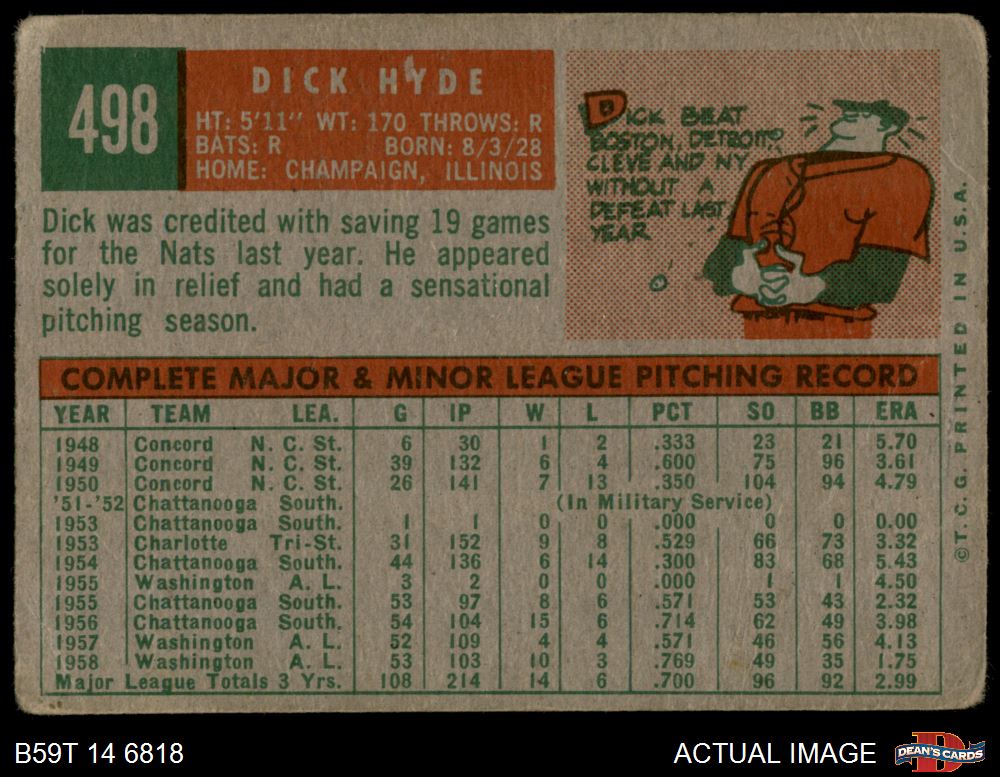 498
DICK HYDE
HT: 5'11" WT: 170 THROWS: R
BATS: R BORN: 8/3/28
HOME: CHAMPAIGN, ILLINOIS
Dick was credited with saving 19 games
for the Nats last year. He appeared
solely in relief and had a sensational
pitching season.
DICK BEAT
BOSTON, DETROIT,
CLEVE AND NY
WITHOUT A
DEFEAT LAST
YEAR
COMPLETE MAJOR & MINOR LEAGUE PITCHING RECORD
YEAR TEAM LEA. G IP W L PCT SO BB ERA
1948 Concord N. C. St. 6 30 1 2 .333 23 21 5.70
1949 Concord N. C. St. 39 132 6 4 .600 75 96 3.61
1950 Concord N. C. St. 26 141 7 13 .350 104 94 4.79
'51-'52 Chattanooga South. (In Military Service)
1953 Chattanooga South. 1 1 0 0 .000 0 0 0.00
1953 Charlotte Tri-St. 31 152 9 8 .529 66 73 3.32
1954 Chattanooga South. 44 136 6 14 .300 83 68 5.43
1955 Washington A. L. 3 2 0 0 .000 1 1 4.50
1955 Chattanooga South. 53 97 8 6 .571 53 43 2.32
1956 Chattanooga South. 54 104 15 6 .714 62 49 3.98
1957 Washington A. L. 52 109 4 4 .571 46 56 4.13
1958 Washington A. L. 53 103 10 3 .769 49 35 1.75
Major League Totals 3 Yrs. 108 214 14 6 .700 96 92 2.99
©T.C.G. PRINTED IN U.S.A.
B59T 14 6818
ACTUAL IMAGE
DEAN'S CARDS